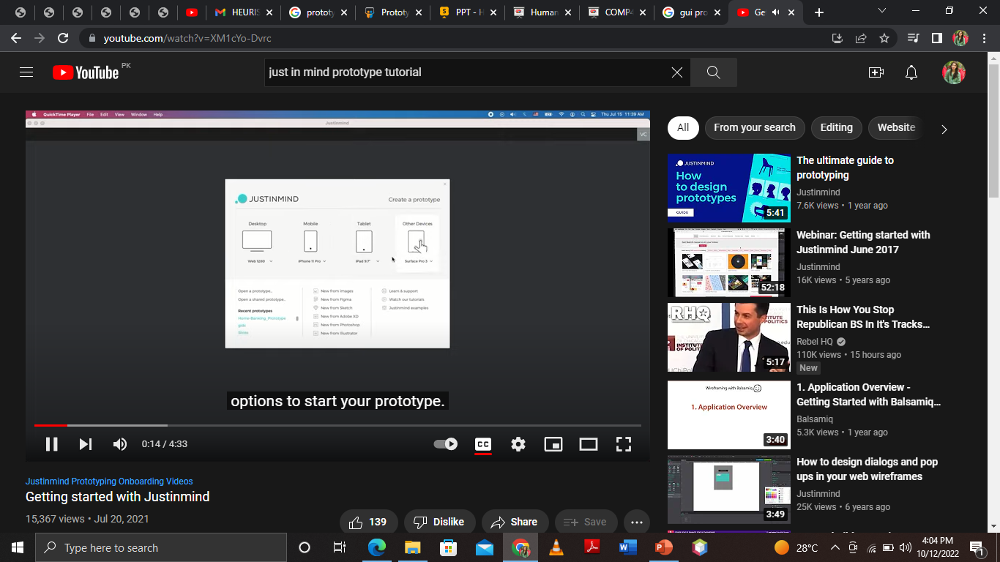 HEURIS
prototy
Prototy
PPT - H
Human
COMP4
gui pro
Ge
youtube.com/watch?v=XM1cYo-Dvrc
YouTube PK
just in mind prototype tutorial
QuickTime Player File Edit View Window Help
Thu Jul 15 11:39 AM
Justinmind
VC
JUSTINMIND
Create a prototype
Desktop Mobile Tablet Other Devices
Web 1280 iPhone 11 Pro iPad 9.7" Surface Pro 3
Open a prototype..
Open a shared prototype..
Recent prototypes
Home-Banking_Prototype
New from Images
New from Figma
New from Sketch
New from Adobe XD
New from Photoshop
New from Illustrator
Learn & support
Watch our tutorials
Justinmind examples
options to start your prototype.
0:14 / 4:33
CC
Justinmind Prototyping Onboarding Videos
Getting started with Justinmind
15,367 views • Jul 20, 2021
139 Dislike Share Save
All From your search Editing Website
JUSTINMIND
How
to design
prototypes
GUIDE
5:41
The ultimate guide to
prototyping
Justinmind
7.6K views • 1 year ago
52:18
Webinar: Getting started with
Justinmind June 2017
Justinmind
16K views • 5 years ago
RHQ
INSTITUTE
OF POLIT
5:17
This Is How You Stop
Republican BS In It's Tracks...
Rebel HQ
110K views • 15 hours ago
New
Wireframing with Balsamiq
1. Application Overview
3:40
1. Application Overview -
Getting Started with Balsamiq...
Balsamiq
5.3K views • 1 year ago
3:49
How to design dialogs and pop
ups in your web wireframes
Justinmind
25K views • 6 years ago
Type here to search
28°C
4:04 PM
10/12/2022
1